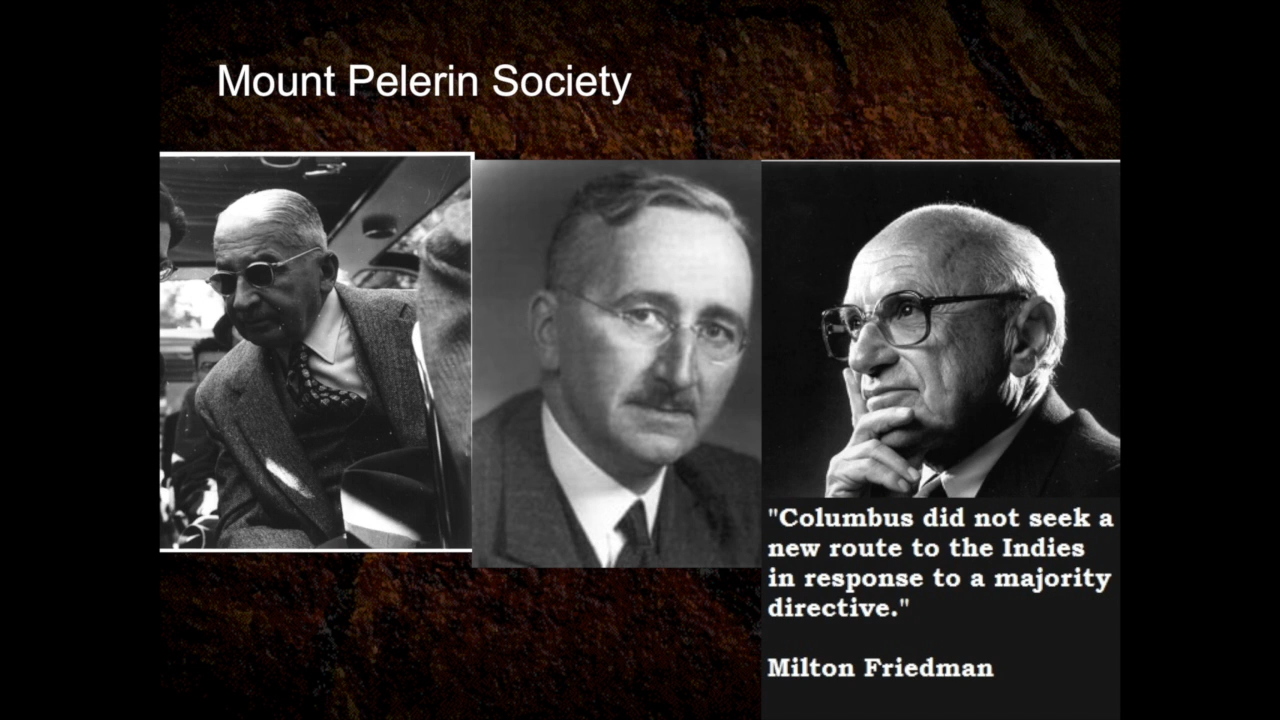 Mount Pelerin Society
"Columbus did not seek a
new route to the Indies
in response to a majority
directive."
Milton Friedman